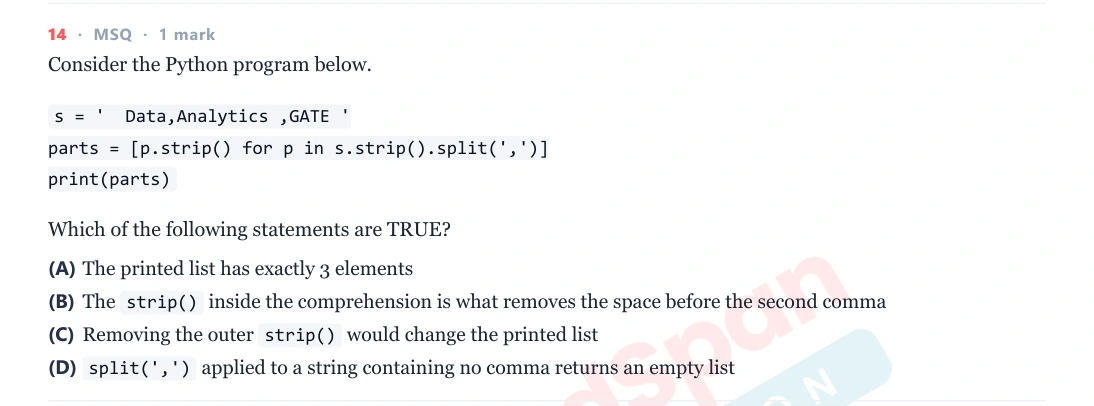 14 · MSQ · 1 mark
Consider the Python program below.
s = '  Data,Analytics ,GATE '
parts = [p.strip() for p in s.strip().split(',')]
print(parts)
Which of the following statements are TRUE?
(A) The printed list has exactly 3 elements
(B) The strip() inside the comprehension is what removes the space before the second comma
(C) Removing the outer strip() would change the printed list
(D) split(',') applied to a string containing no comma returns an empty list